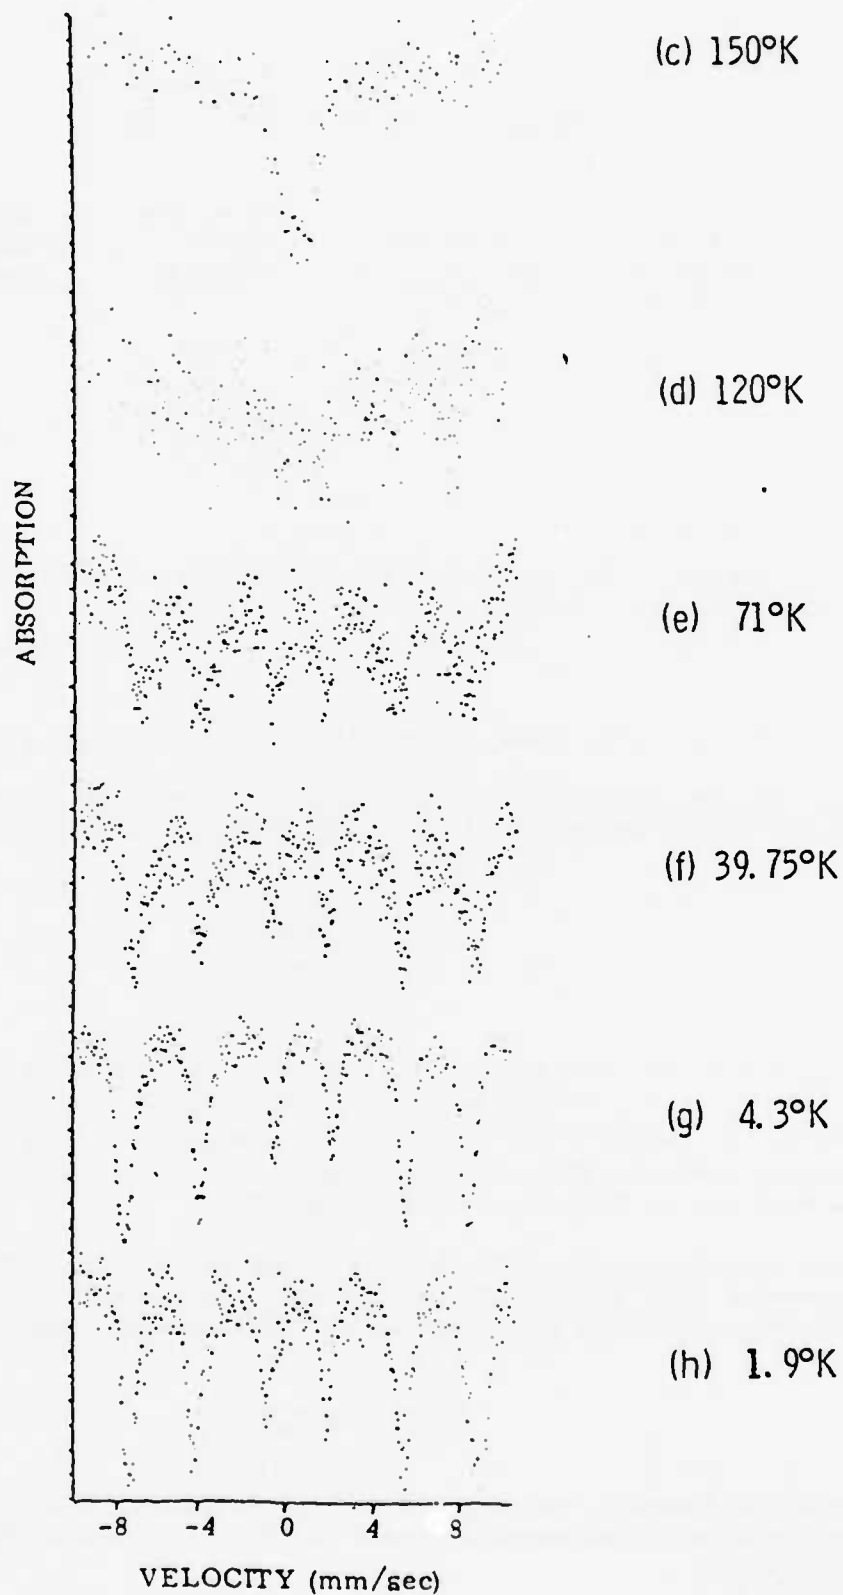 (c) 150°K
(d) 120°K
ABSORPTION
(e) 71°K
(f) 39.75°K
(g) 4.3°K
(h) 1.9°K
-8 -4 0 4 8
VELOCITY (mm/sec)